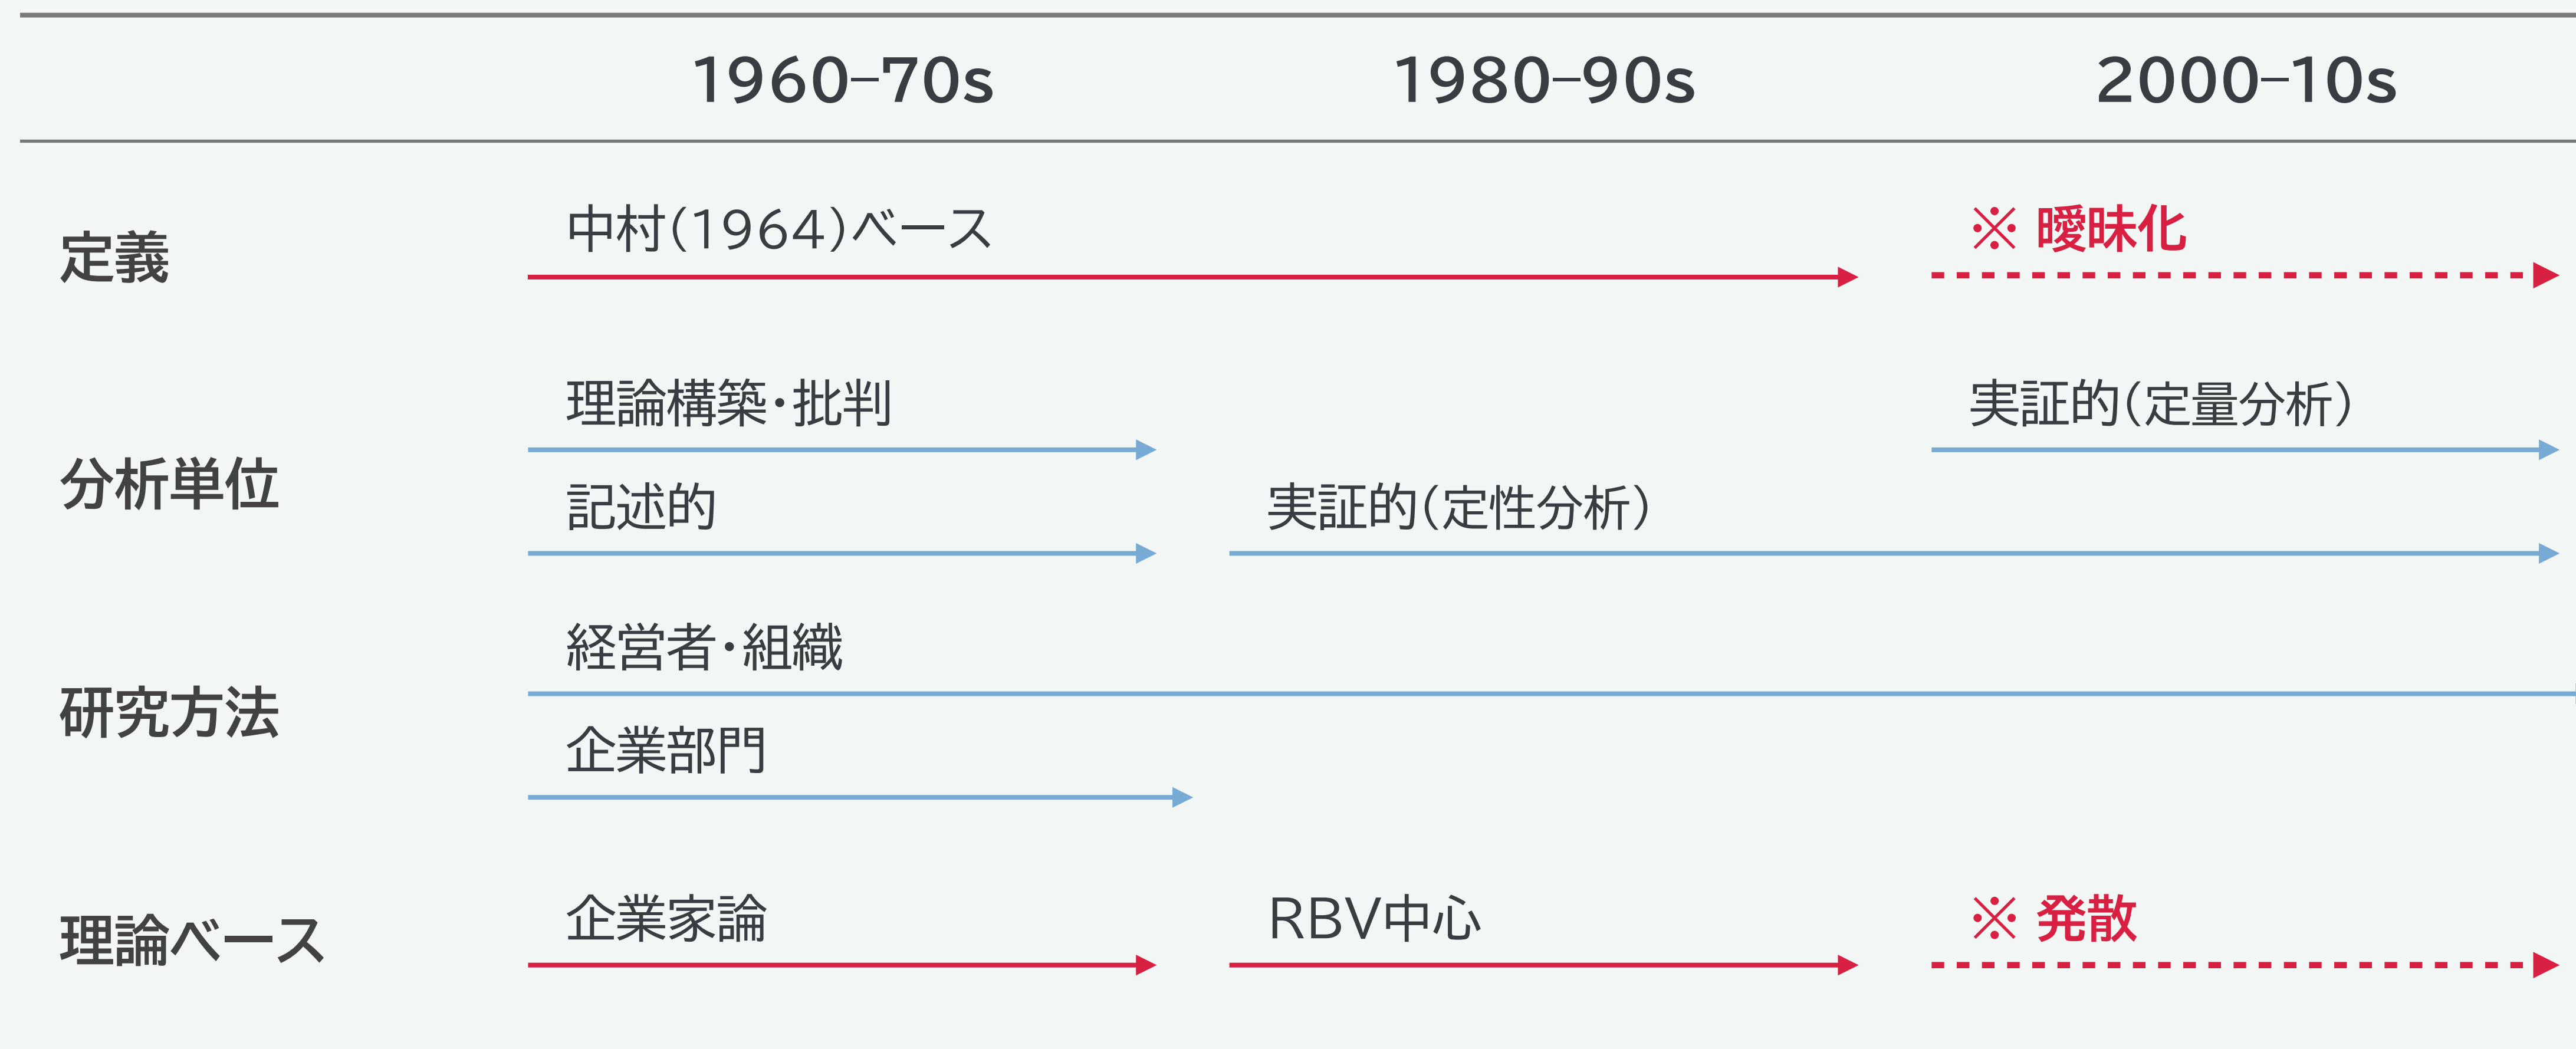 1960–70s 1980–90s 2000–10s
定義
中村(1964)ベース
※ 曖昧化
分析単位
理論構築・批判
実証的(定量分析)
記述的
実証的(定性分析)
研究方法
経営者・組織
企業部門
理論ベース
企業家論
RBV中心
※ 発散